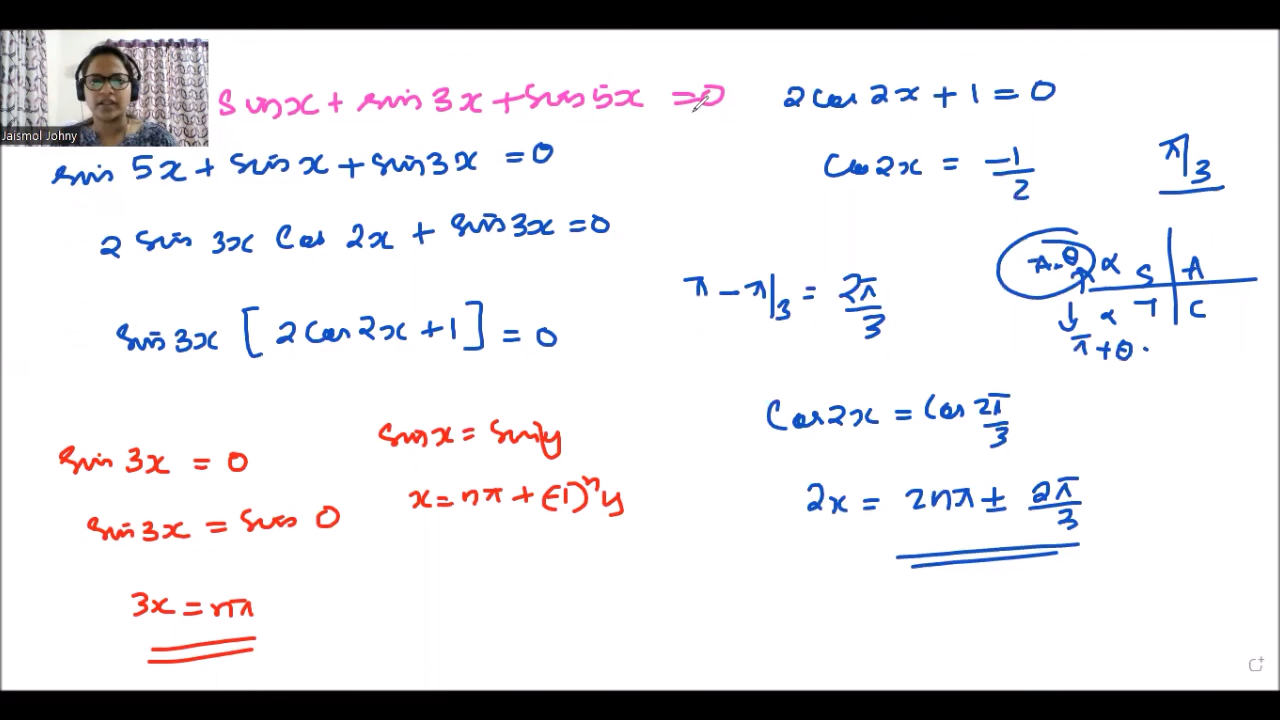 Jaismol Johny
sin x + sin 3x + sin 5x = 0
sin 5x + sin x + sin 3x = 0
2 sin 3x cos 2x + sin 3x = 0
sin 3x [2 cos 2x + 1] = 0
sin 3x = 0
sin 3x = sin 0
3x = nπ
sin x = sin y
x = nπ + (-1)ⁿ y
2 cos 2x + 1 = 0
cos 2x = -1/2
π/3
π - θ α S A
α T C
π + θ
π - π/3 = 2π/3
cos 2x = cos 2π/3
2x = 2nπ ± 2π/3